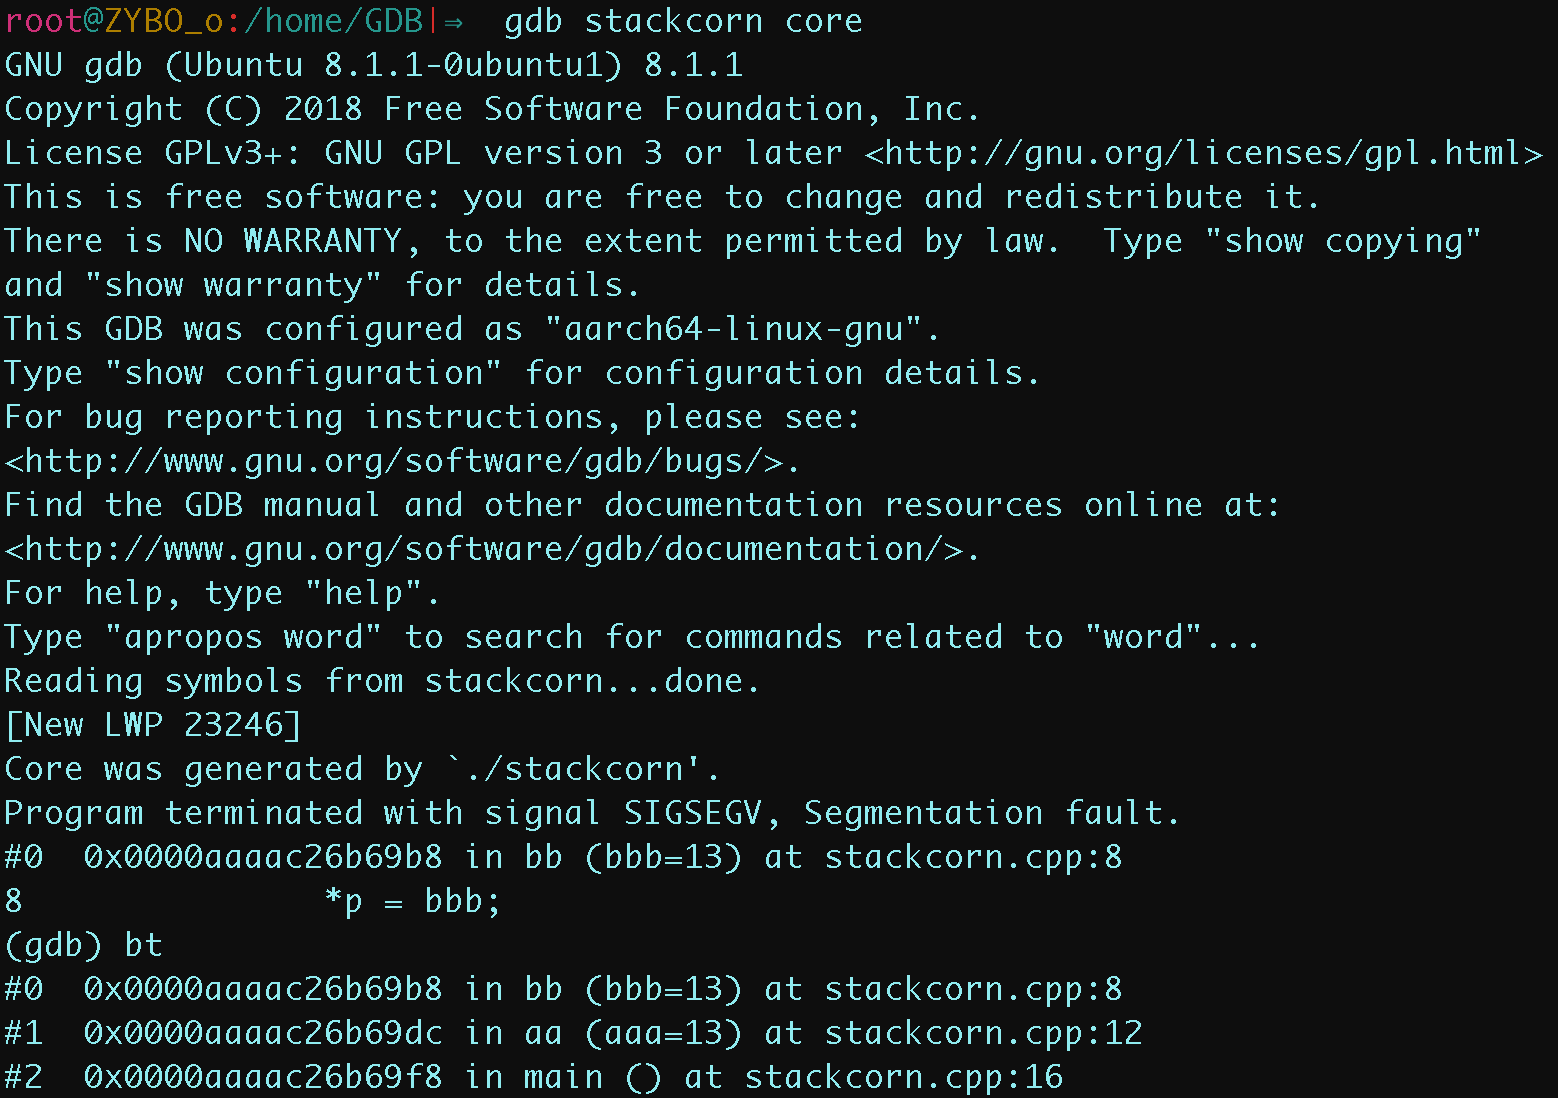 root@ZYBO_o:/home/GDB|⇒  gdb stackcorn core
GNU gdb (Ubuntu 8.1.1-0ubuntu1) 8.1.1
Copyright (C) 2018 Free Software Foundation, Inc.
License GPLv3+: GNU GPL version 3 or later <http://gnu.org/licenses/gpl.html>
This is free software: you are free to change and redistribute it.
There is NO WARRANTY, to the extent permitted by law.  Type "show copying"
and "show warranty" for details.
This GDB was configured as "aarch64-linux-gnu".
Type "show configuration" for configuration details.
For bug reporting instructions, please see:
<http://www.gnu.org/software/gdb/bugs/>.
Find the GDB manual and other documentation resources online at:
<http://www.gnu.org/software/gdb/documentation/>.
For help, type "help".
Type "apropos word" to search for commands related to "word"...
Reading symbols from stackcorn...done.
[New LWP 23246]
Core was generated by `./stackcorn'.
Program terminated with signal SIGSEGV, Segmentation fault.
#0  0x0000aaaac26b69b8 in bb (bbb=13) at stackcorn.cpp:8
8               *p = bbb;
(gdb) bt
#0  0x0000aaaac26b69b8 in bb (bbb=13) at stackcorn.cpp:8
#1  0x0000aaaac26b69dc in aa (aaa=13) at stackcorn.cpp:12
#2  0x0000aaaac26b69f8 in main () at stackcorn.cpp:16